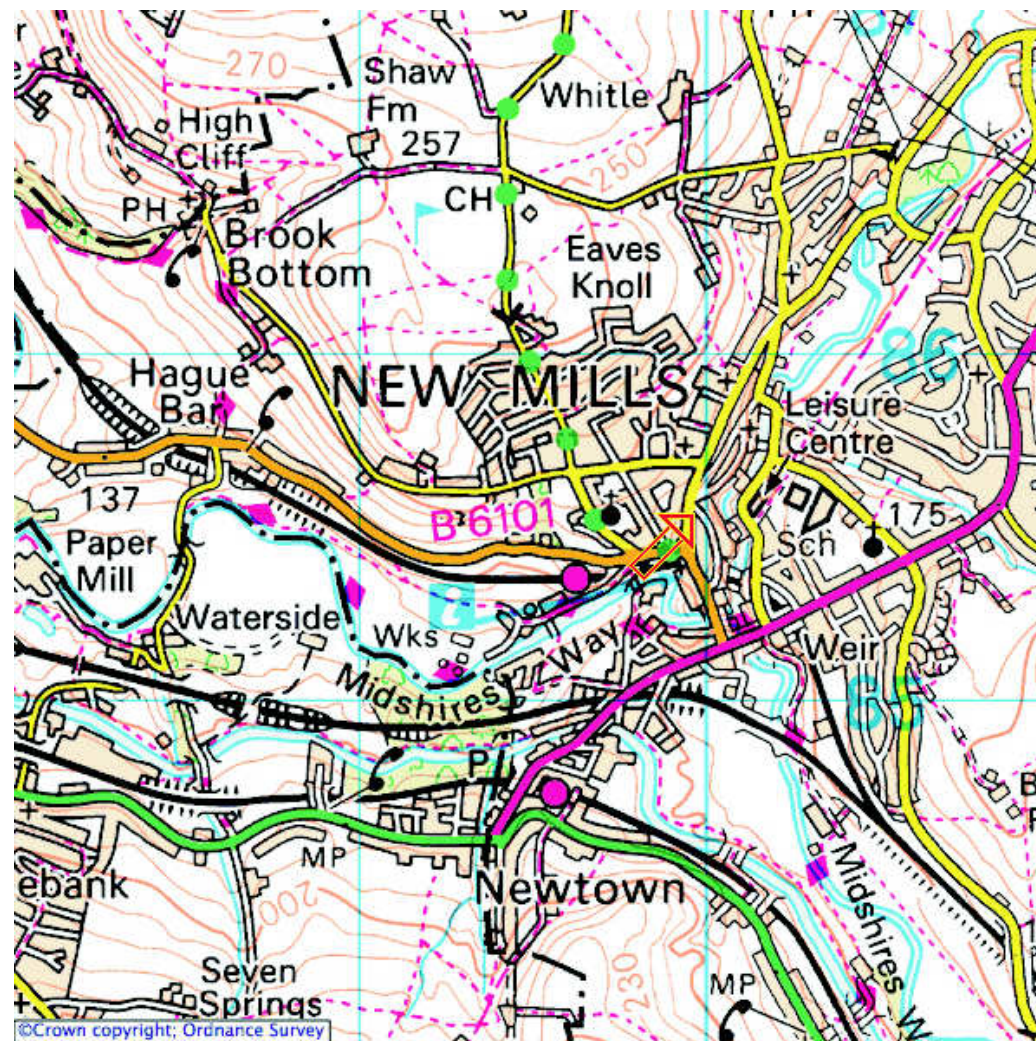 270
Shaw
Fm
Whitle
High
Cliff
257
250
PH
CH
Brook
Bottom
Eaves
Knoll
86
Hague
Bar
NEW MILLS
Leisure
Centre
137
B 6101
175
Sch
Paper
Mill
i
Waterside
Wks
Way
Weir
Midshires
P
MP
ebank
Newtown
200
Midshires W
Seven
Springs
230
MP
©Crown copyright; Ordnance Survey